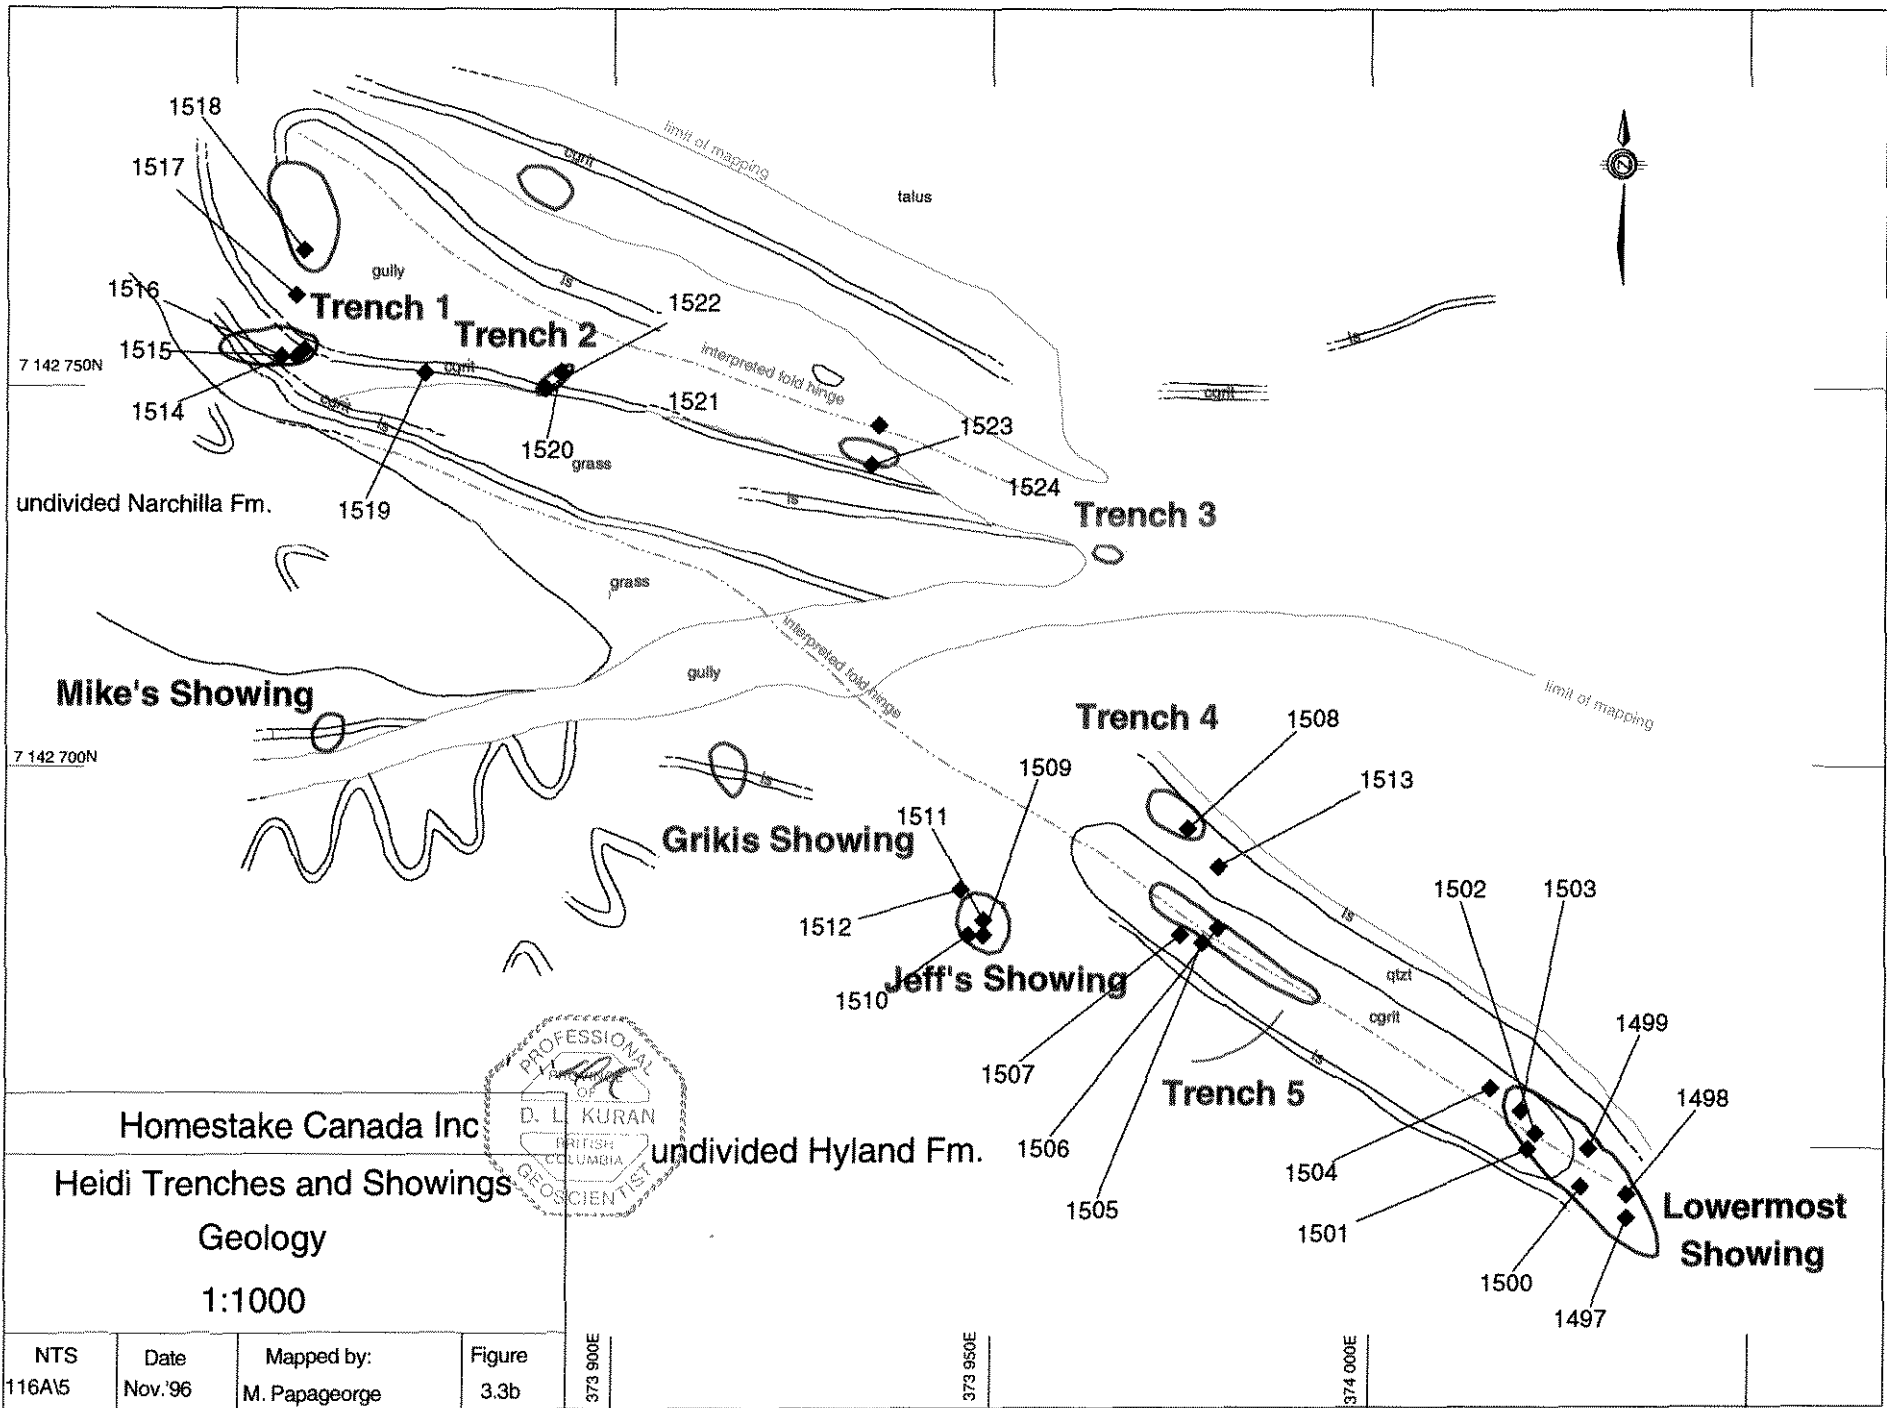 1518
cgrit
limit of mapping
1517
talus
gully
ls
1516
Trench 1
1522
Trench 2
1515
7 142 750N
cgrit
interpreted fold hinge
ls
cgrit
1514
cgrit
ls
1521
1523
1520
grass
1524
undivided Narchilla Fm.
1519
ls
Trench 3
grass
interpreted fold hinge
gully
Mike's Showing
limit of mapping
Trench 4
1508
7 142 700N
1509
ls
1513
1511
Grikis Showing
1502
1503
1512
ls
Jeff's Showing
qtzt
1510
cgrit
1499
PROFESSIONAL
PROVINCE
OF
D. L. KURAN
BRITISH
COLUMBIA
GEOSCIENTIST
ls
1507
Trench 5
1498
Homestake Canada Inc
undivided Hyland Fm.
1506
1504
Heidi Trenches and Showings
Geology
1:1000
1505
1501
Lowermost
Showing
1500
1497
NTS
116A\5
Date
Nov.'96
Mapped by:
M. Papageorge
Figure
3.3b
373 900E
373 950E
374 000E